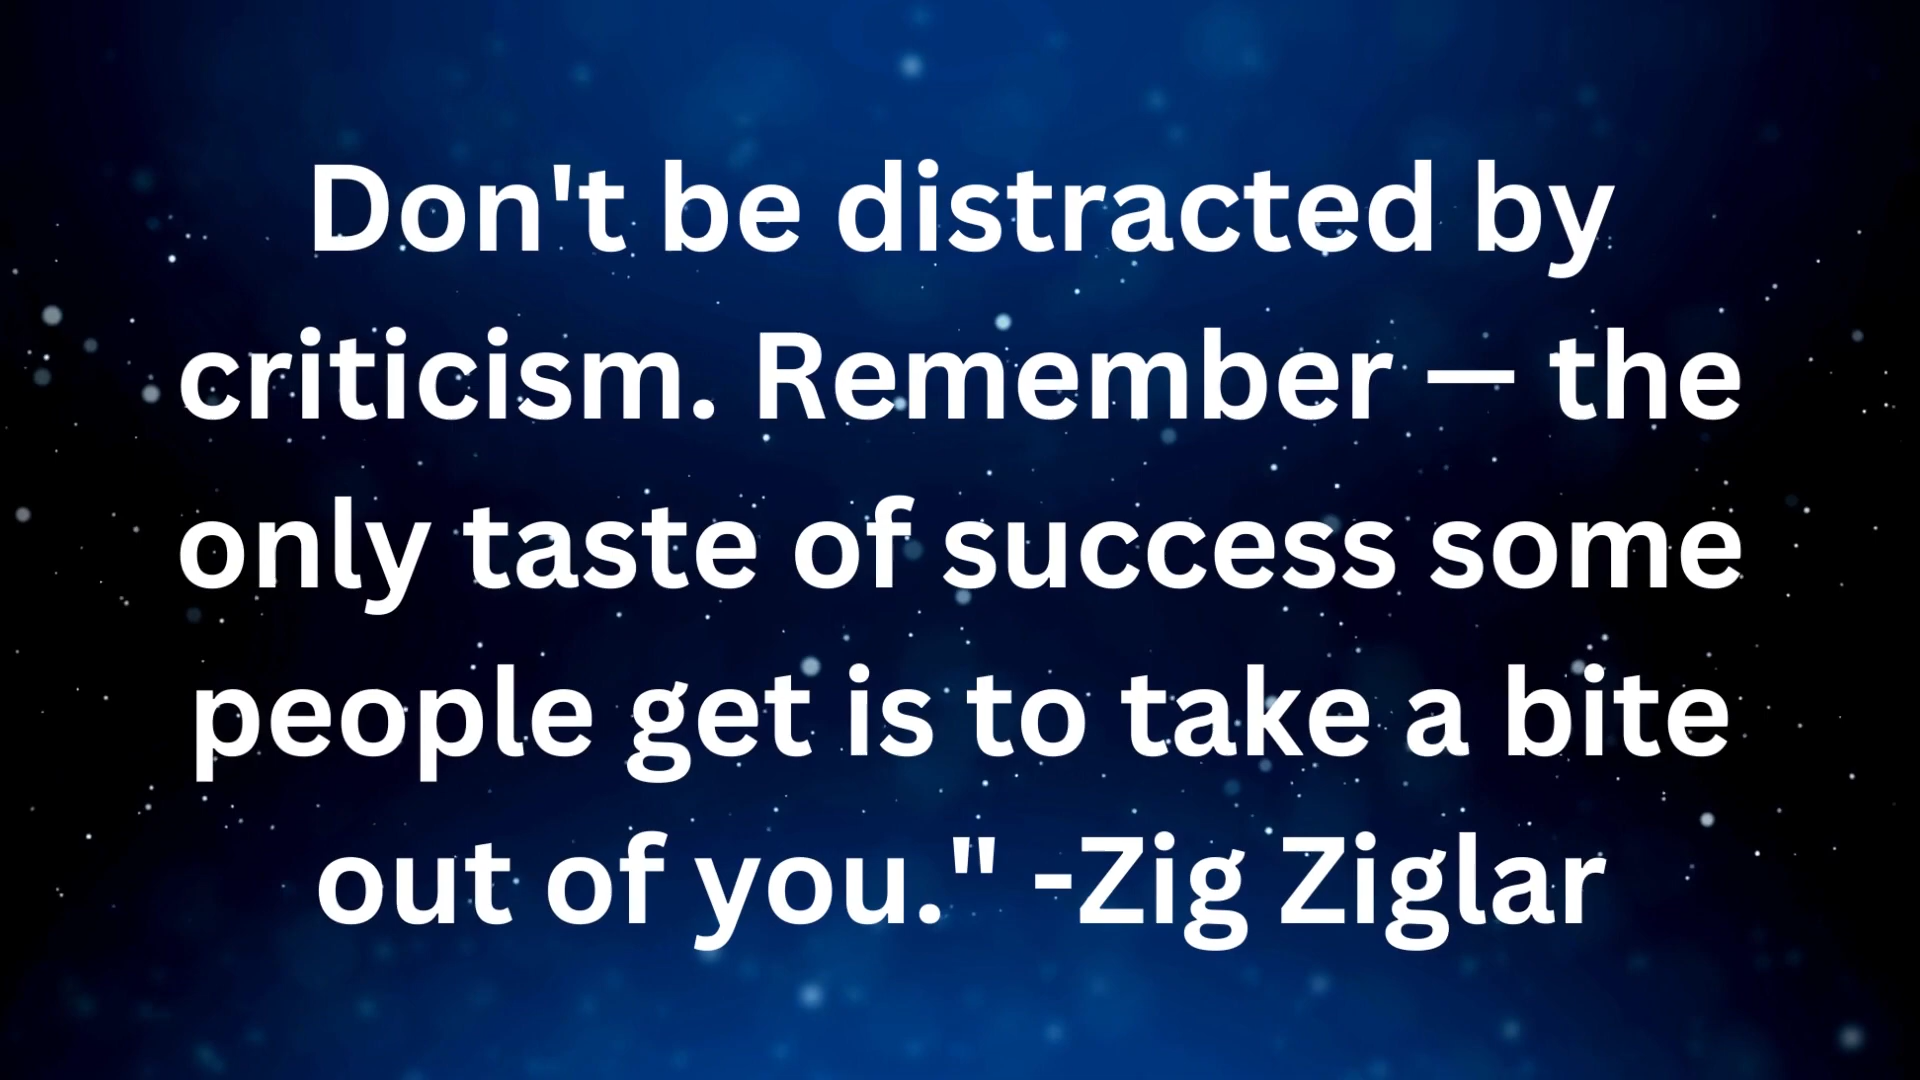 Don't be distracted by
criticism. Remember — the
only taste of success some
people get is to take a bite
out of you." -Zig Ziglar